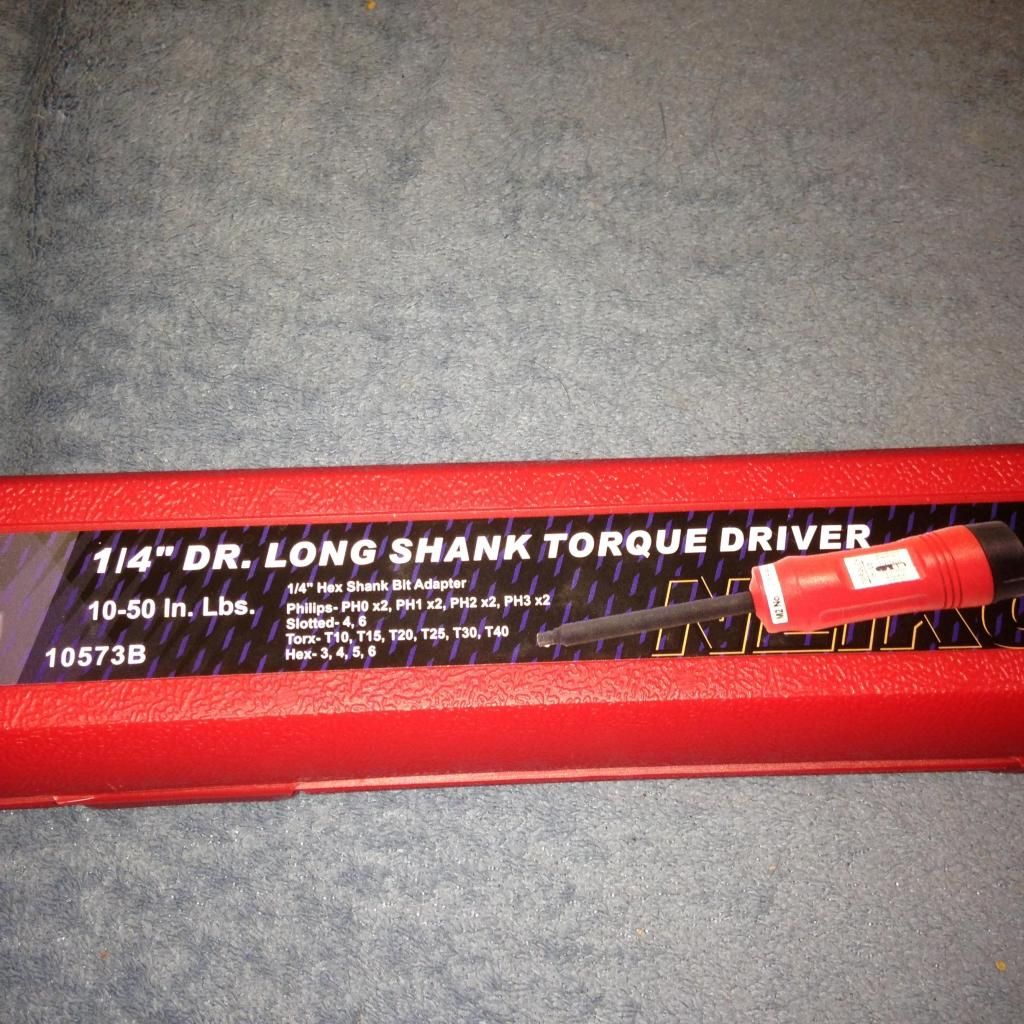 1/4" DR. LONG SHANK TORQUE DRIVER
10-50 In. Lbs.
10573B
1/4" Hex Shank Bit Adapter
Philips- PH0 x2, PH1 x2, PH2 x2, PH3 x2
Slotted- 4, 6
Torx- T10, T15, T20, T25, T30, T40
Hex- 3, 4, 5, 6